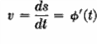 v = ds/dt = φ′(t)